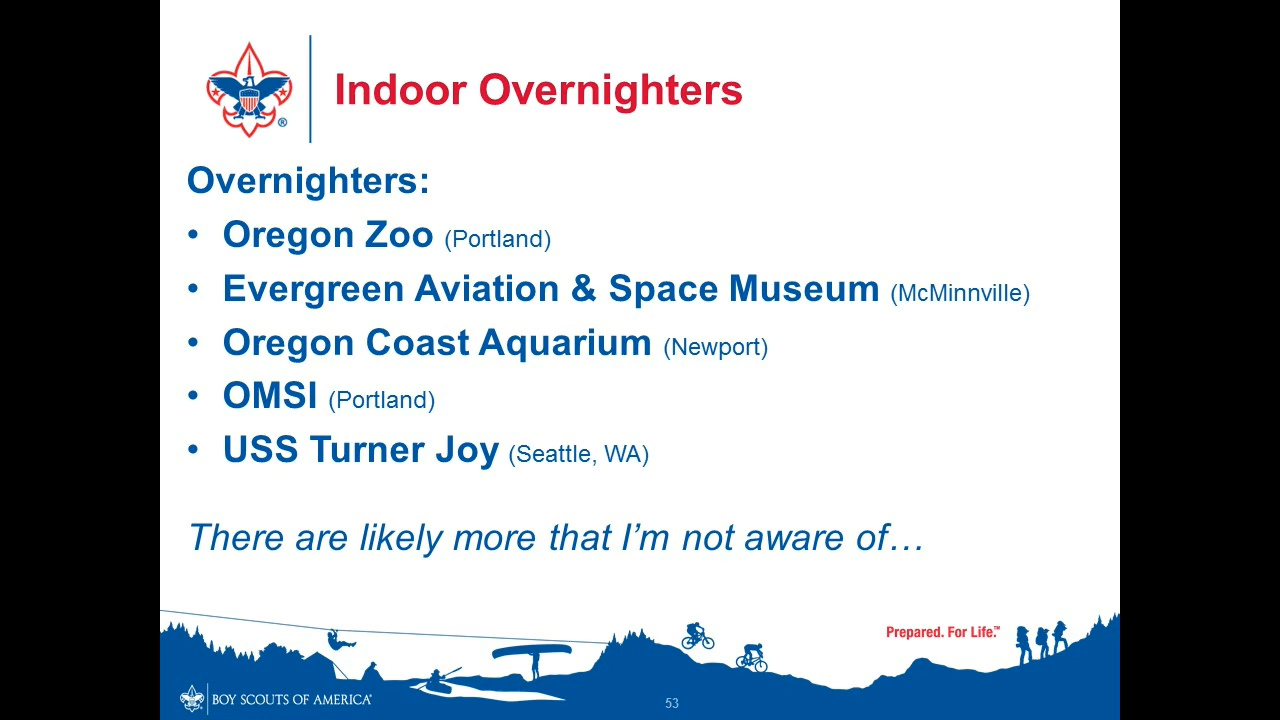 Indoor Overnighters
®
Overnighters:
• Oregon Zoo (Portland)
• Evergreen Aviation & Space Museum (McMinnville)
• Oregon Coast Aquarium (Newport)
• OMSI (Portland)
• USS Turner Joy (Seattle, WA)
There are likely more that I’m not aware of…
Prepared. For Life.™
BOY SCOUTS OF AMERICA®
53